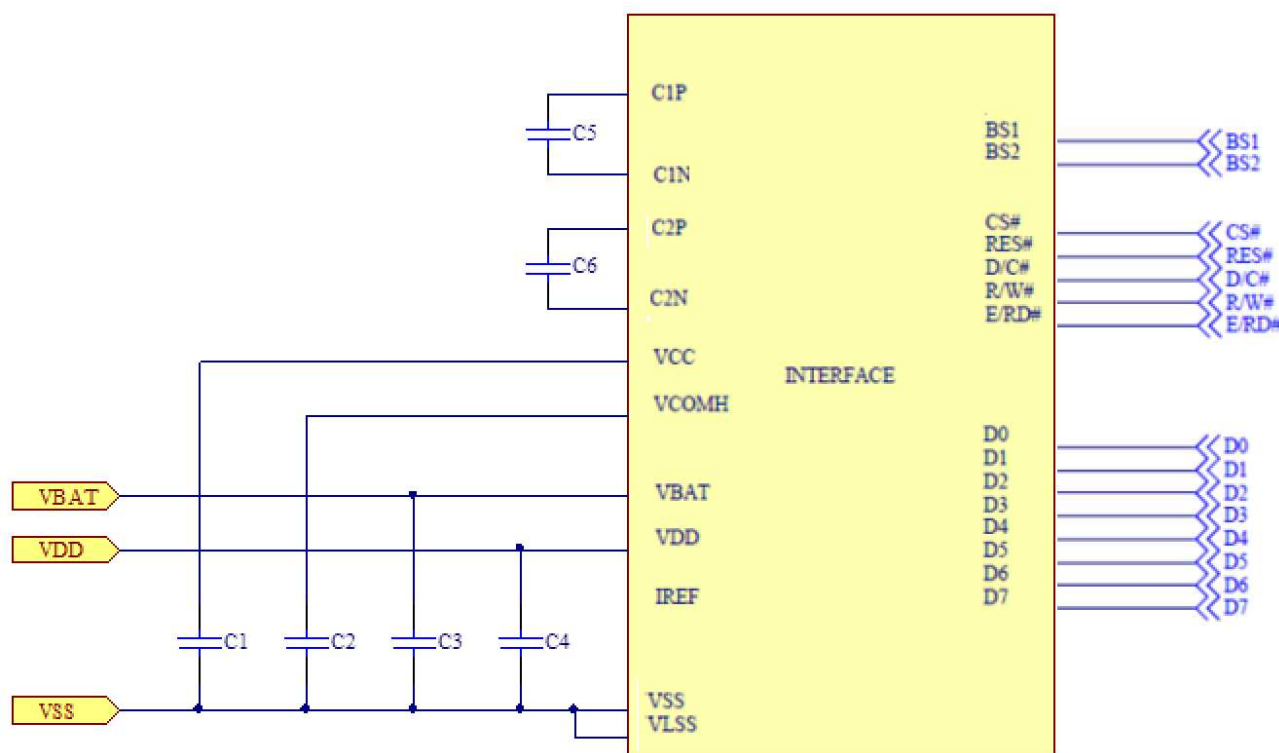 C1P
C5
C1N
C2P
C6
C2N
VCC
VCOMH
VBAT
VBAT
VDD
VDD
IREF
C1
C2
C3
C4
VSS
VSS
VLSS
INTERFACE
BS1
BS2
CS#
RES#
D/C#
R/W#
E/RD#
D0
D1
D2
D3
D4
D5
D6
D7
BS1
BS2
CS#
RES#
D/C#
R/W#
E/RD#
D0
D1
D2
D3
D4
D5
D6
D7